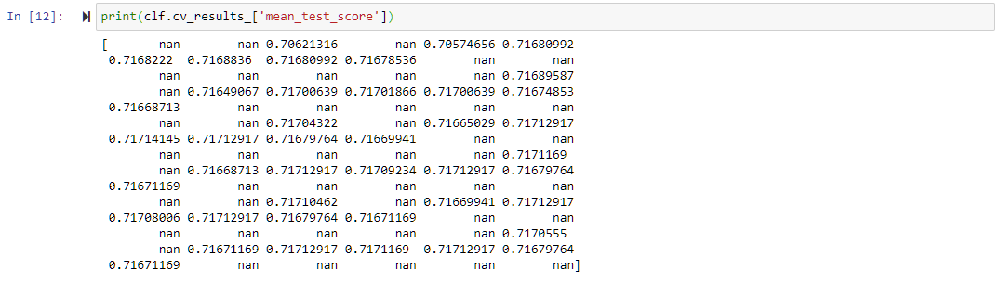 In [12]: print(clf.cv_results_['mean_test_score'])
[       nan        nan 0.70621316        nan 0.70574656 0.71680992
 0.7168222  0.7168836  0.71680992 0.71678536        nan        nan
        nan        nan        nan        nan        nan 0.71689587
        nan 0.71649067 0.71700639 0.71701866 0.71700639 0.71674853
 0.71668713        nan        nan        nan        nan        nan
        nan        nan 0.71704322        nan 0.71665029 0.71712917
 0.71714145 0.71712917 0.71679764 0.71669941        nan        nan
        nan        nan        nan        nan        nan 0.7171169
        nan 0.71668713 0.71712917 0.71709234 0.71712917 0.71679764
 0.71671169        nan        nan        nan        nan        nan
        nan        nan 0.71710462        nan 0.71669941 0.71712917
 0.71708006 0.71712917 0.71679764 0.71671169        nan        nan
        nan        nan        nan        nan        nan 0.7170555
        nan 0.71671169 0.71712917 0.7171169  0.71712917 0.71679764
 0.71671169        nan        nan        nan        nan        nan]